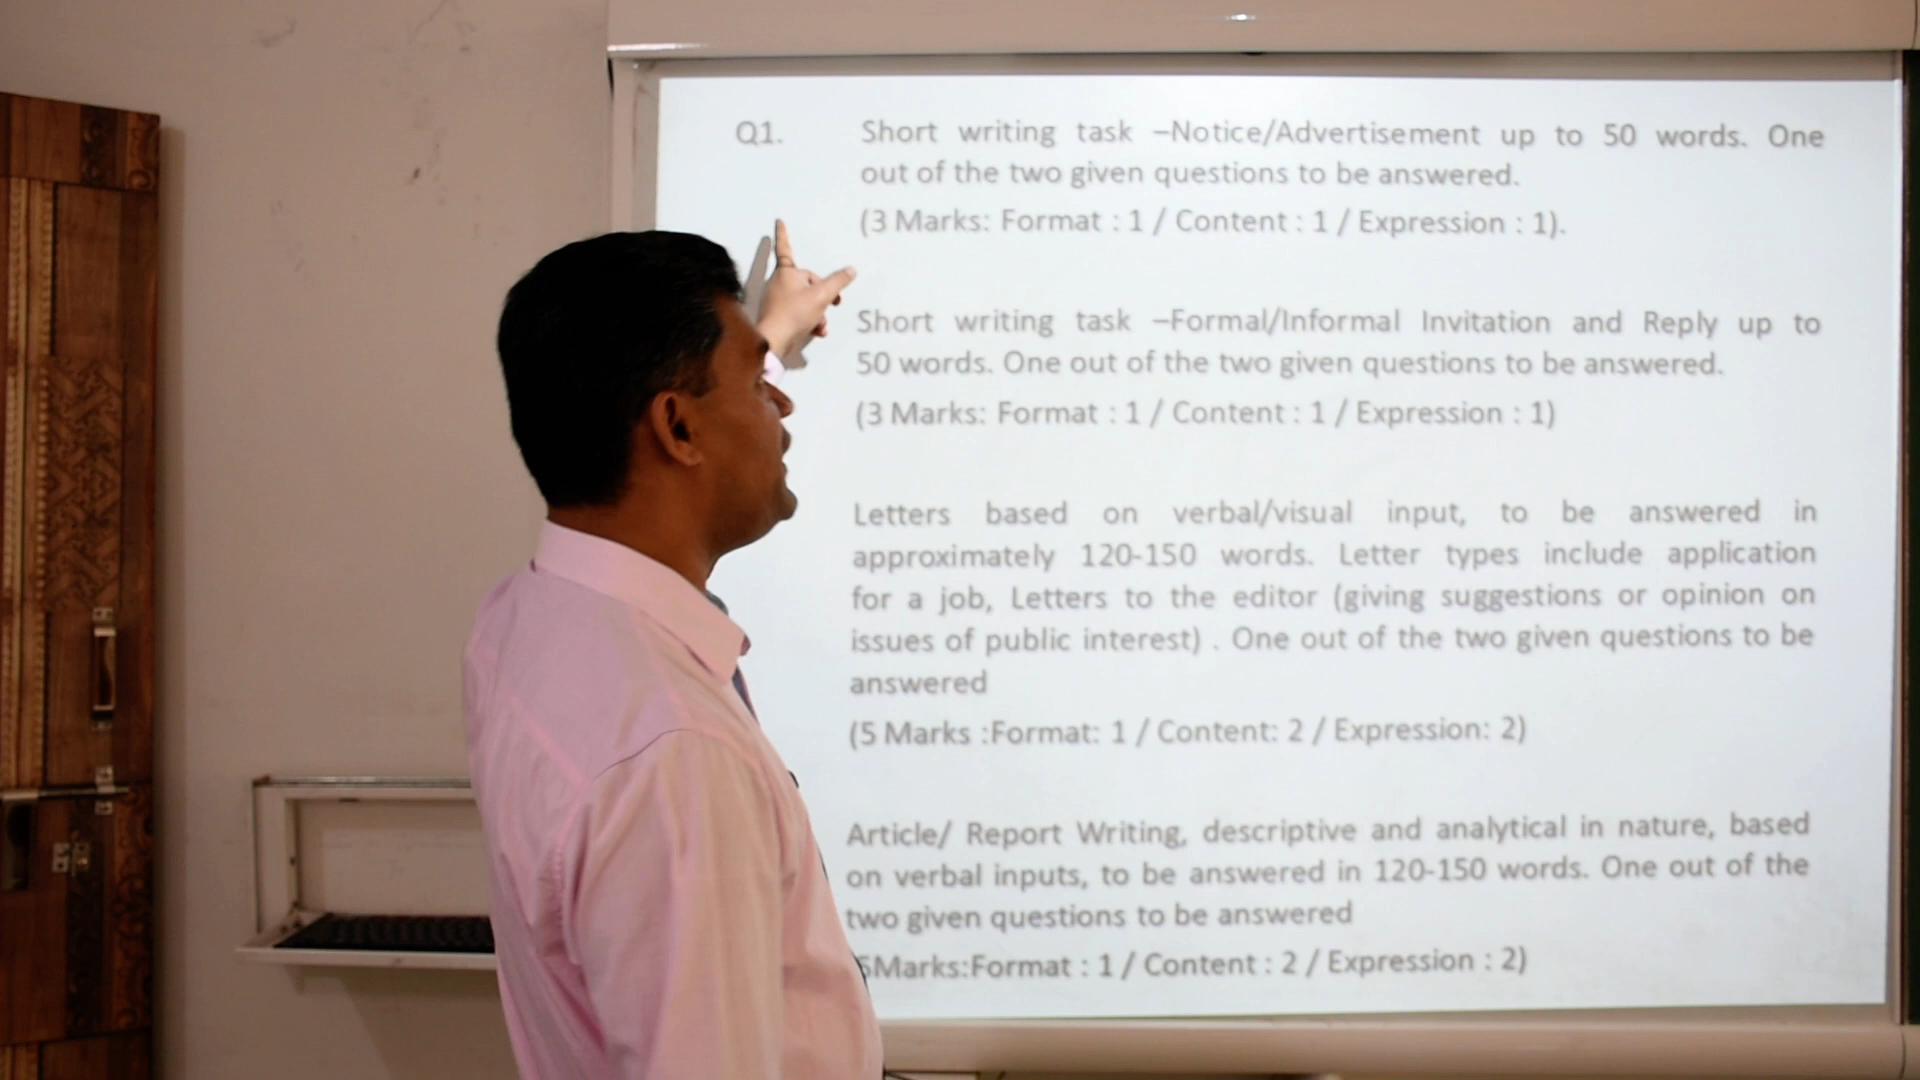 Q1. Short writing task –Notice/Advertisement up to 50 words. One
out of the two given questions to be answered.
(3 Marks: Format : 1 / Content : 1 / Expression : 1).
Short writing task –Formal/Informal Invitation and Reply up to
50 words. One out of the two given questions to be answered.
(3 Marks: Format : 1 / Content : 1 / Expression : 1)
Letters based on verbal/visual input, to be answered in
approximately 120-150 words. Letter types include application
for a job, Letters to the editor (giving suggestions or opinion on
issues of public interest) . One out of the two given questions to be
answered
(5 Marks :Format: 1 / Content: 2 / Expression: 2)
Article/ Report Writing, descriptive and analytical in nature, based
on verbal inputs, to be answered in 120-150 words. One out of the
two given questions to be answered
5Marks:Format : 1 / Content : 2 / Expression : 2)